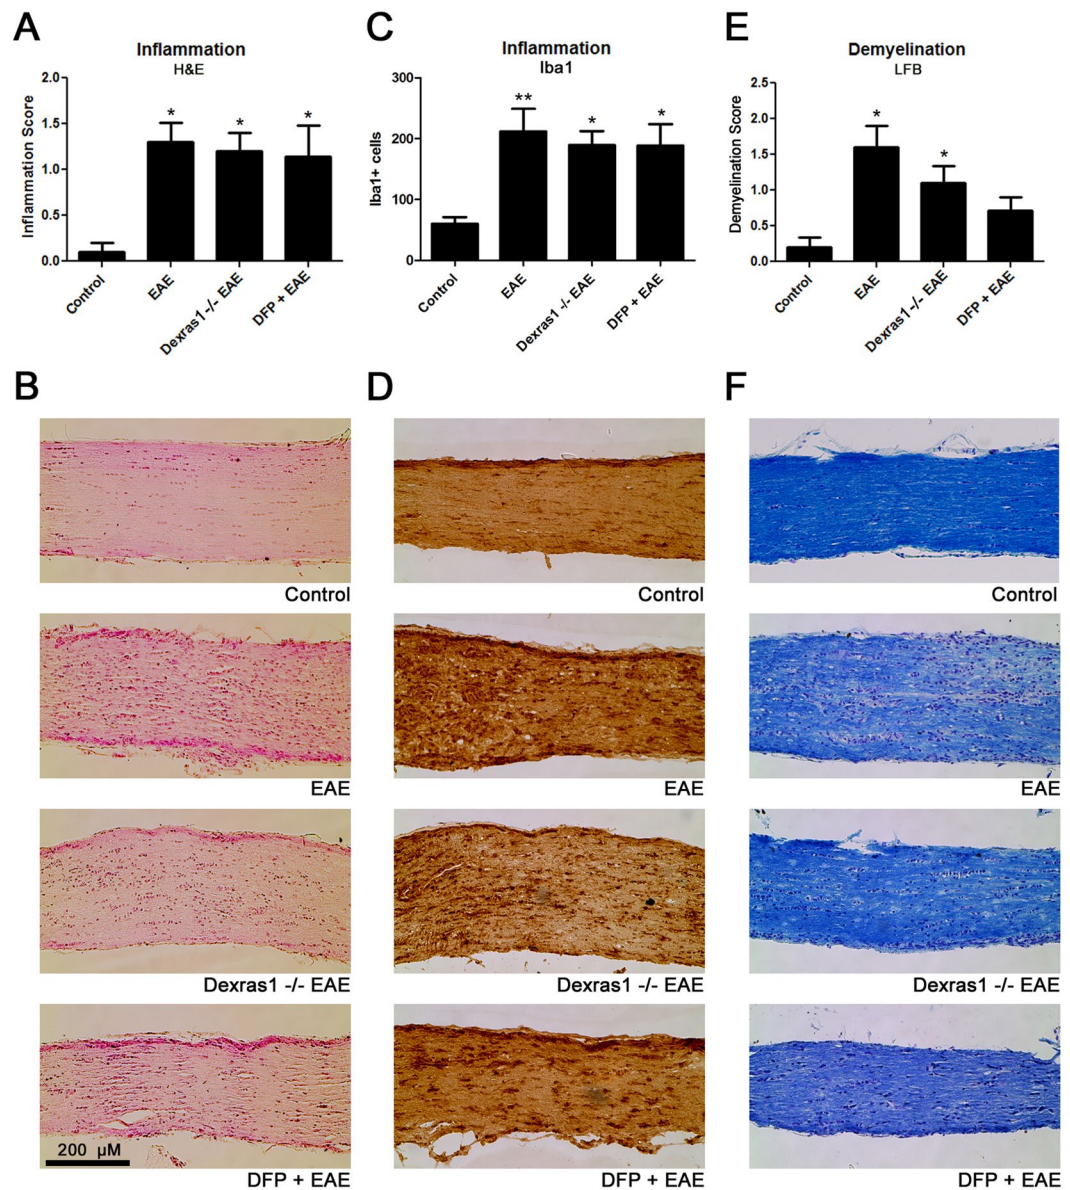 A
Inflammation
H&E
Inflammation Score
2.0
1.5
1.0
0.5
0.0
*
*
*
Control
EAE
Dexras1 -/- EAE
DFP + EAE
C
Inflammation
Iba1
Iba1+ cells
300
200
100
0
**
*
*
Control
EAE
Dexras1 -/- EAE
DFP + EAE
E
Demyelination
LFB
Demyelination Score
2.5
2.0
1.5
1.0
0.5
0.0
*
*
Control
EAE
Dexras1 -/- EAE
DFP + EAE
B
Control
EAE
Dexras1 -/- EAE
200 µM
DFP + EAE
D
Control
EAE
Dexras1 -/- EAE
DFP + EAE
F
Control
EAE
Dexras1 -/- EAE
DFP + EAE